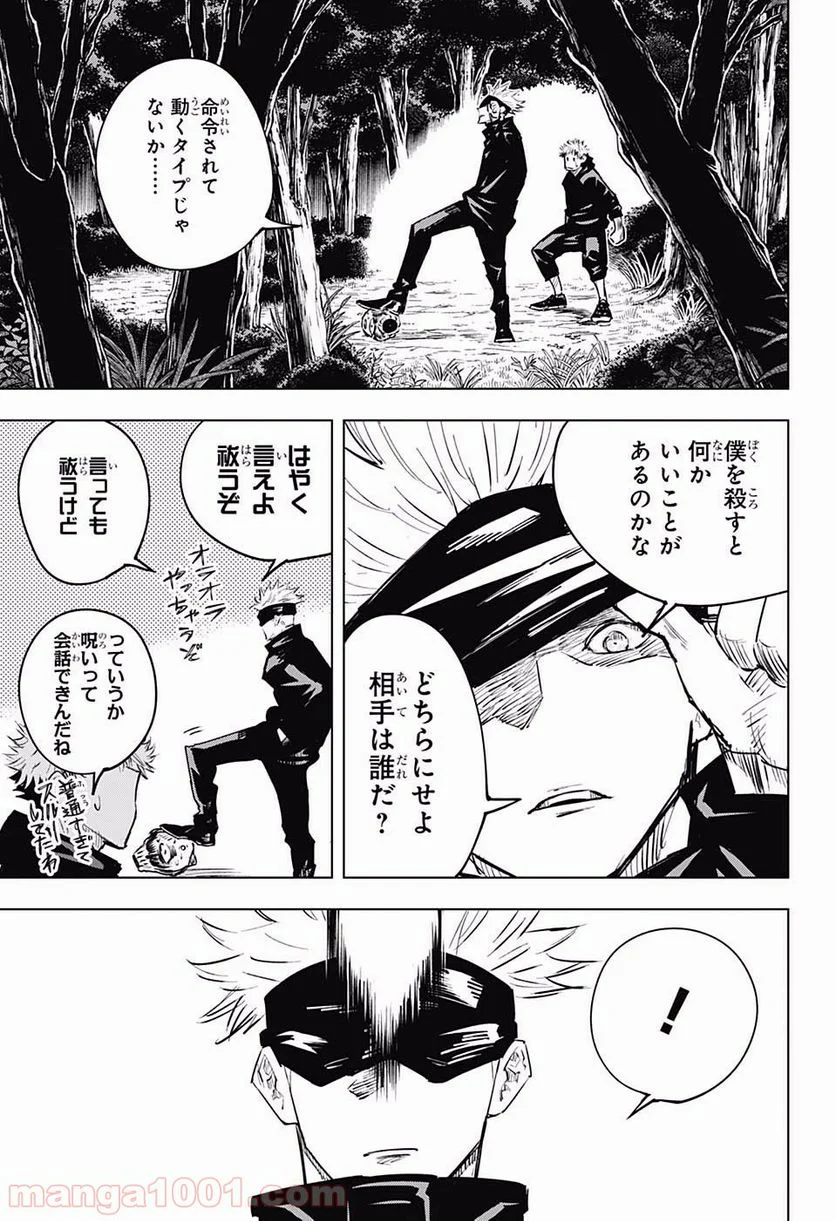 命令されて
動くタイプじゃ
ないか……
僕を殺すと
何か
いいことが
あるのかな
どちらにせよ
相手は誰だ?
はやく
言えよ
祓うぞ
オラオラ
やっちゃうぞ
言っても
祓うけど
っていうか
呪いって
会話できんだね
普通すぎて
スルー
してたわ
!
manga1001.com